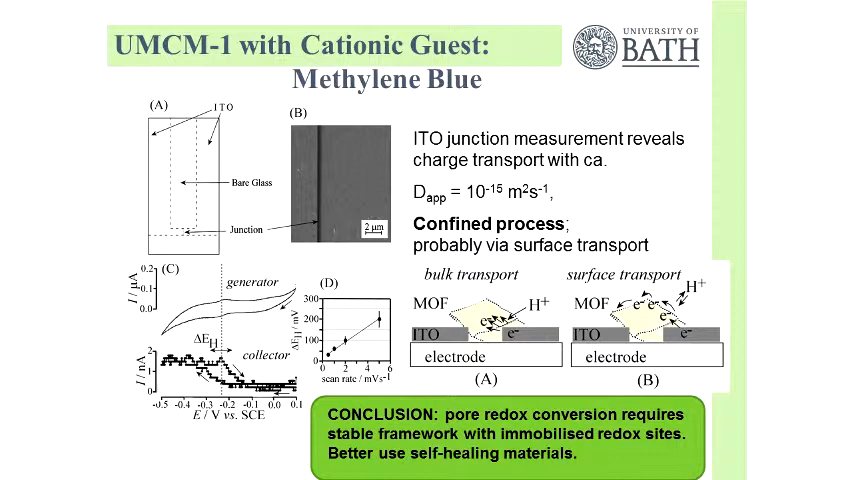 UMCM-1 with Cationic Guest:
Methylene Blue
UNIVERSITY OF
BATH
(A)
ITO
Bare Glass
Junction
(B)
2 µm
ITO junction measurement reveals
charge transport with ca.
Dapp = 10-15 m2s-1,
Confined process;
probably via surface transport
(C)
generator
I / µA
0.2
0.1
0.0
ΔEH
collector
I / nA
2
1
0
-0.5 -0.4 -0.3 -0.2 -0.1 0.0 0.1
E / V vs. SCE
(D)
ΔEH / mV
300
200
100
0
0 2 4 6
scan rate / mVs-1
bulk transport
MOF
H+
e-
e-
ITO
electrode
(A)
surface transport
MOF
e- e-
H+
e-
e-
ITO
electrode
(B)
CONCLUSION: pore redox conversion requires
stable framework with immobilised redox sites.
Better use self-healing materials.